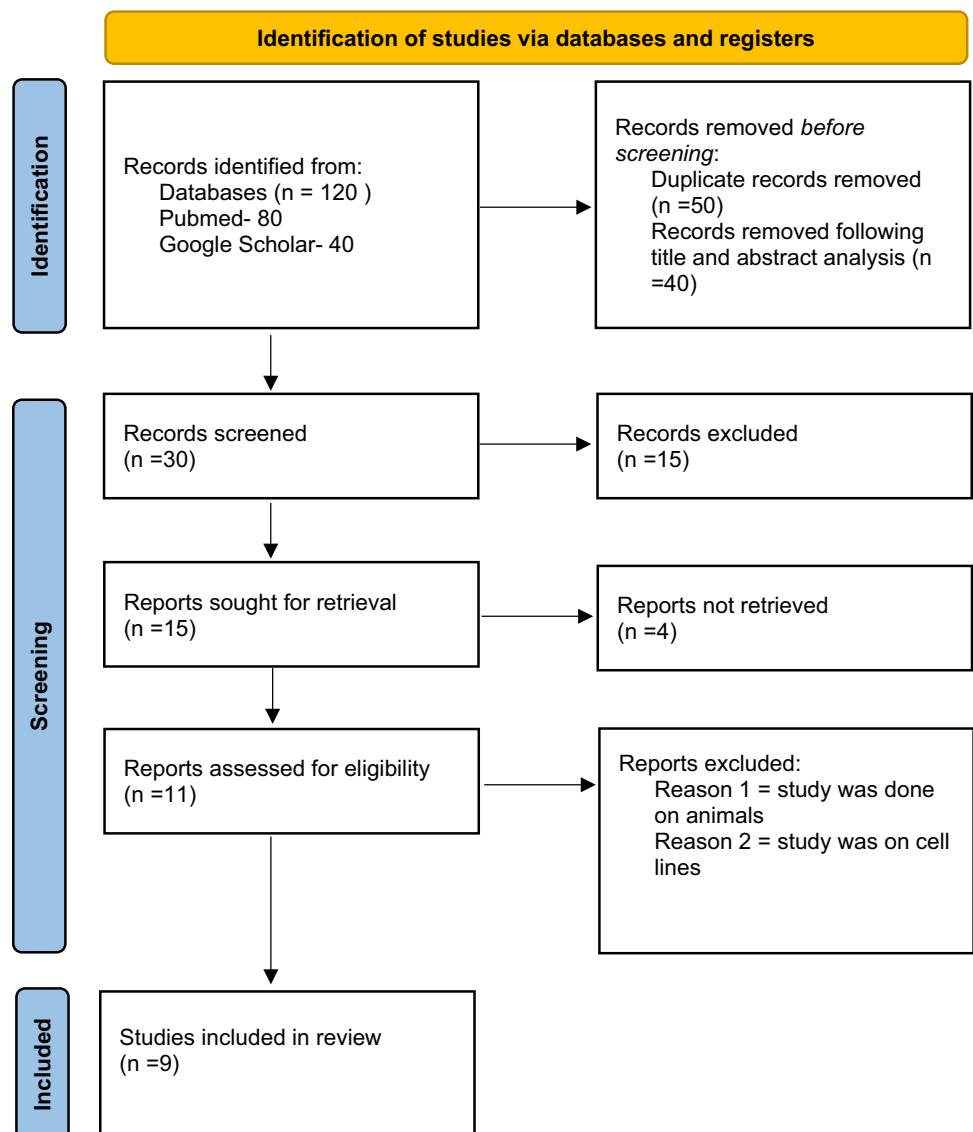 Identification of studies via databases and registers
Identification
Records identified from:
Databases (n = 120 )
Pubmed- 80
Google Scholar- 40
Records removed before
screening:
Duplicate records removed
(n =50)
Records removed following
title and abstract analysis (n
=40)
Screening
Records screened
(n =30)
Records excluded
(n =15)
Reports sought for retrieval
(n =15)
Reports not retrieved
(n =4)
Reports assessed for eligibility
(n =11)
Reports excluded:
Reason 1 = study was done
on animals
Reason 2 = study was on cell
lines
Included
Studies included in review
(n =9)